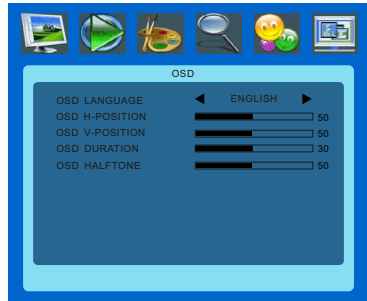 OSD
OSD LANGUAGE ENGLISH
OSD H-POSITION 50
OSD V-POSITION 50
OSD DURATION 30
OSD HALFTONE 50